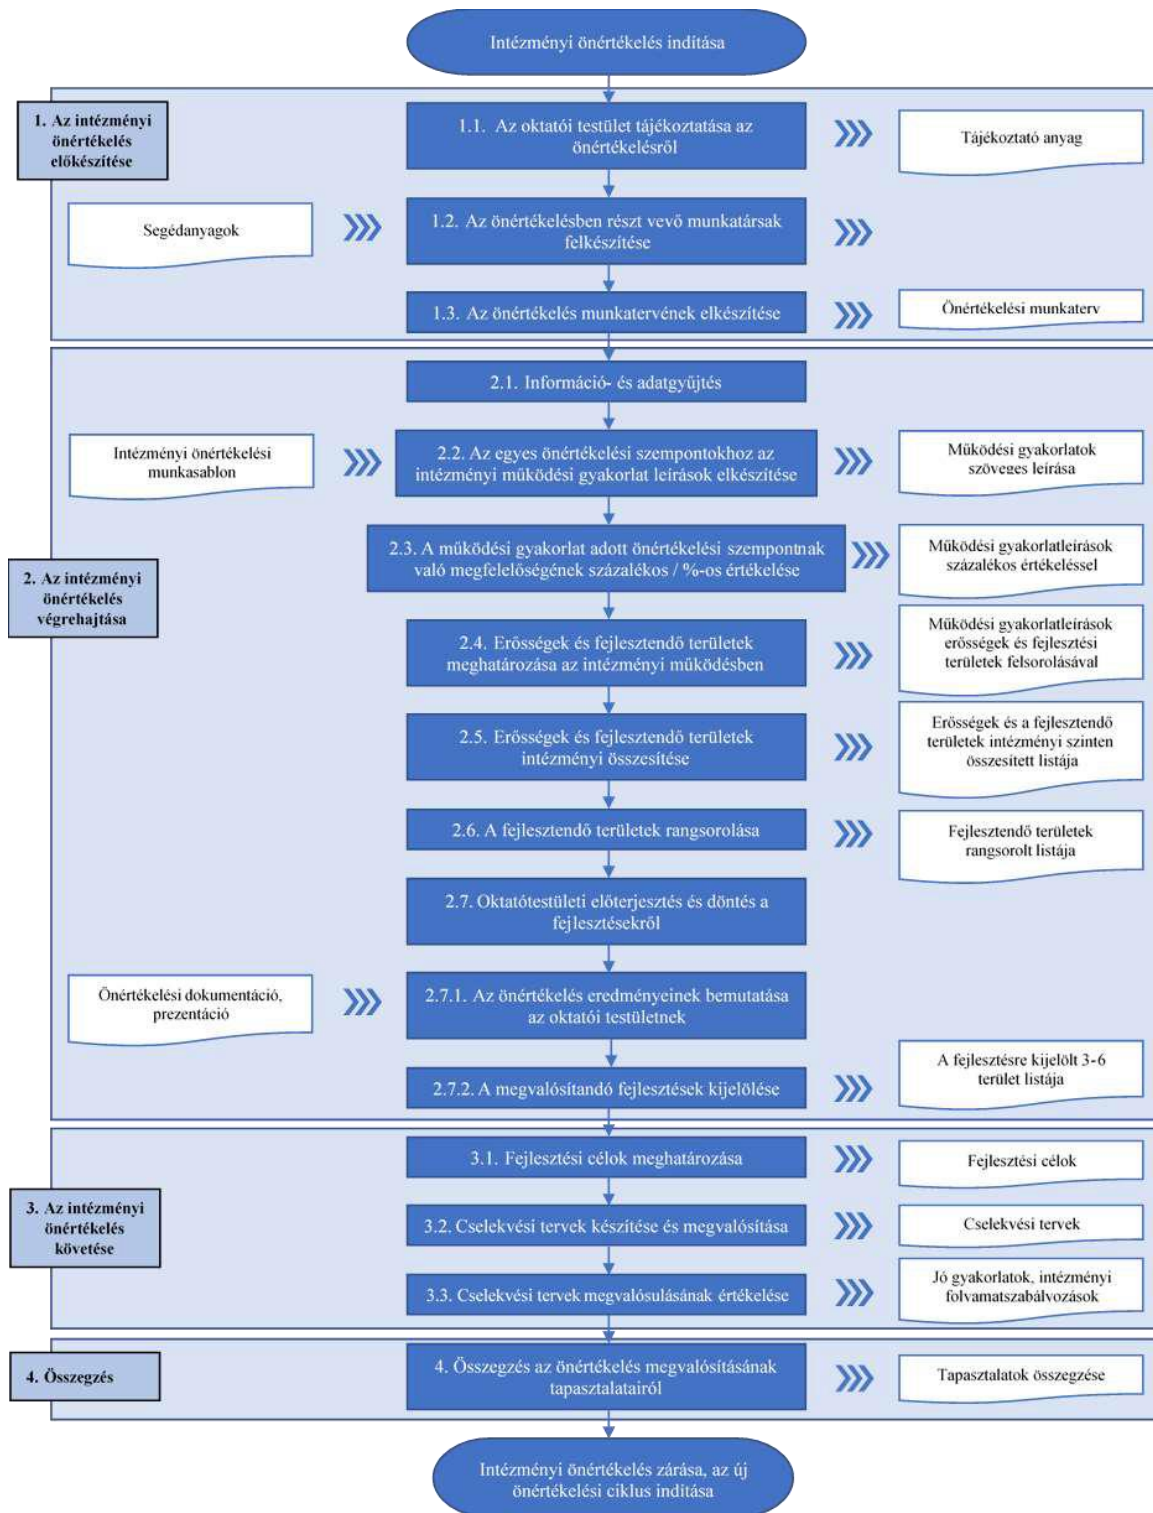 Intézményi önértékelés indítása
1. Az intézményi
önértékelés
előkészítése
1.1. Az oktatói testület tájékoztatása az
önértékelésről
Tájékoztató anyag
Segédanyagok
1.2. Az önértékelésben részt vevő munkatársak
felkészítése
1.3. Az önértékelés munkatervének elkészítése
Önértékelési munkaterv
2. Az intézményi
önértékelés
végrehajtása
2.1. Információ- és adatgyűjtés
Intézményi önértékelési
munkasablon
2.2. Az egyes önértékelési szempontokhoz az
intézményi működési gyakorlat leírások elkészítése
Működési gyakorlatok
szöveges leírása
2.3. A működési gyakorlat adott önértékelési szempontnak
való megfelelőségének százalékos / %-os értékelése
Működési gyakorlatleírások
százalékos értékeléssel
2.4. Erősségek és fejlesztendő területek
meghatározása az intézményi működésben
Működési gyakorlatleírások
erősségek és fejlesztési
területek felsorolásával
2.5. Erősségek és fejlesztendő területek
intézményi összesítése
Erősségek és a fejlesztendő
területek intézményi szinten
összesített listája
2.6. A fejlesztendő területek rangsorolása
Fejlesztendő területek
rangsorolt listája
2.7. Oktatótestületi előterjesztés és döntés a
fejlesztésekről
Önértékelési dokumentáció,
prezentáció
2.7.1. Az önértékelés eredményeinek bemutatása
az oktatói testületnek
2.7.2. A megvalósítandó fejlesztések kijelölése
A fejlesztésre kijelölt 3-6
terület listája
3. Az intézményi
önértékelés
követése
3.1. Fejlesztési célok meghatározása
Fejlesztési célok
3.2. Cselekvési tervek készítése és megvalósítása
Cselekvési tervek
3.3. Cselekvési tervek megvalósulásának értékelése
Jó gyakorlatok, intézményi
folyamatszabályozások
4. Összegzés
4. Összegzés az önértékelés megvalósításának
tapasztalatairól
Tapasztalatok összegzése
Intézményi önértékelés zárása, az új
önértékelési ciklus indítása